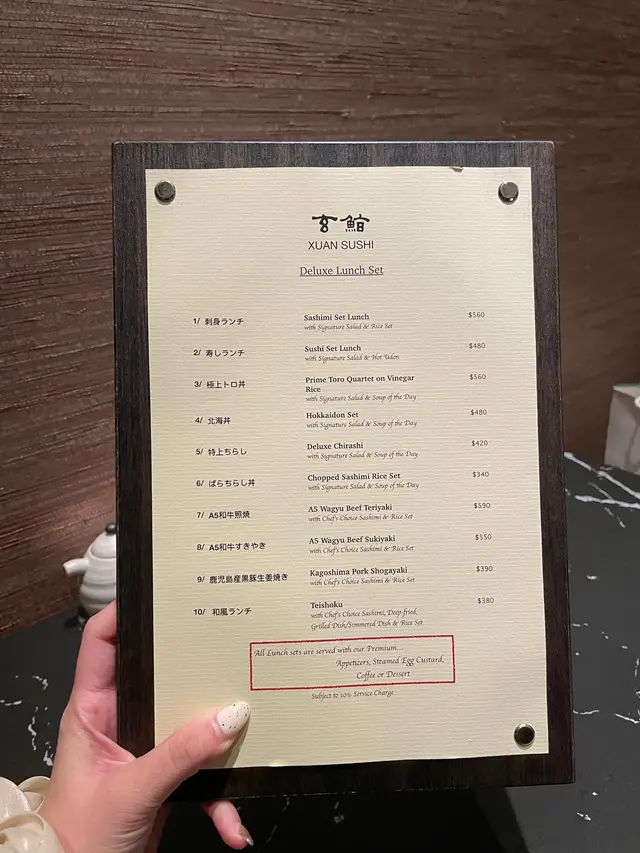 玄鮨
XUAN SUSHI
Deluxe Lunch Set
1/ 刺身ランチ Sashimi Set Lunch $560
with Signature Salad & Rice Set
2/ 寿しランチ Sushi Set Lunch $480
with Signature Salad & Hot Udon
3/ 極上トロ丼 Prime Toro Quartet on Vinegar $560
Rice
with Signature Salad & Soup of the Day
4/ 北海丼 Hokkaidon Set $480
with Signature Salad & Soup of the Day
5/ 特上ちらし Deluxe Chirashi $420
with Signature Salad & Soup of the Day
6/ ばらちらし丼 Chopped Sashimi Rice Set $340
with Signature Salad & Soup of the Day
7/ A5和牛照焼 A5 Wagyu Beef Teriyaki $590
with Chef's Choice Sashimi & Rice Set
8/ A5和牛すきやき A5 Wagyu Beef Sukiyaki $550
with Chef's Choice Sashimi & Rice Set
9/ 鹿児島産黒豚生姜焼き Kagoshima Pork Shogayaki $390
with Chef's Choice Sashimi & Rice Set
10/ 和風ランチ Teishoku $380
with Chef's Choice Sashimi, Deep-fried,
Grilled Dish/Simmered Dish & Rice Set
All Lunch sets are served with our Premium...
Appetizers, Steamed Egg Custard,
Coffee or Dessert
Subject to 10% Service Charge